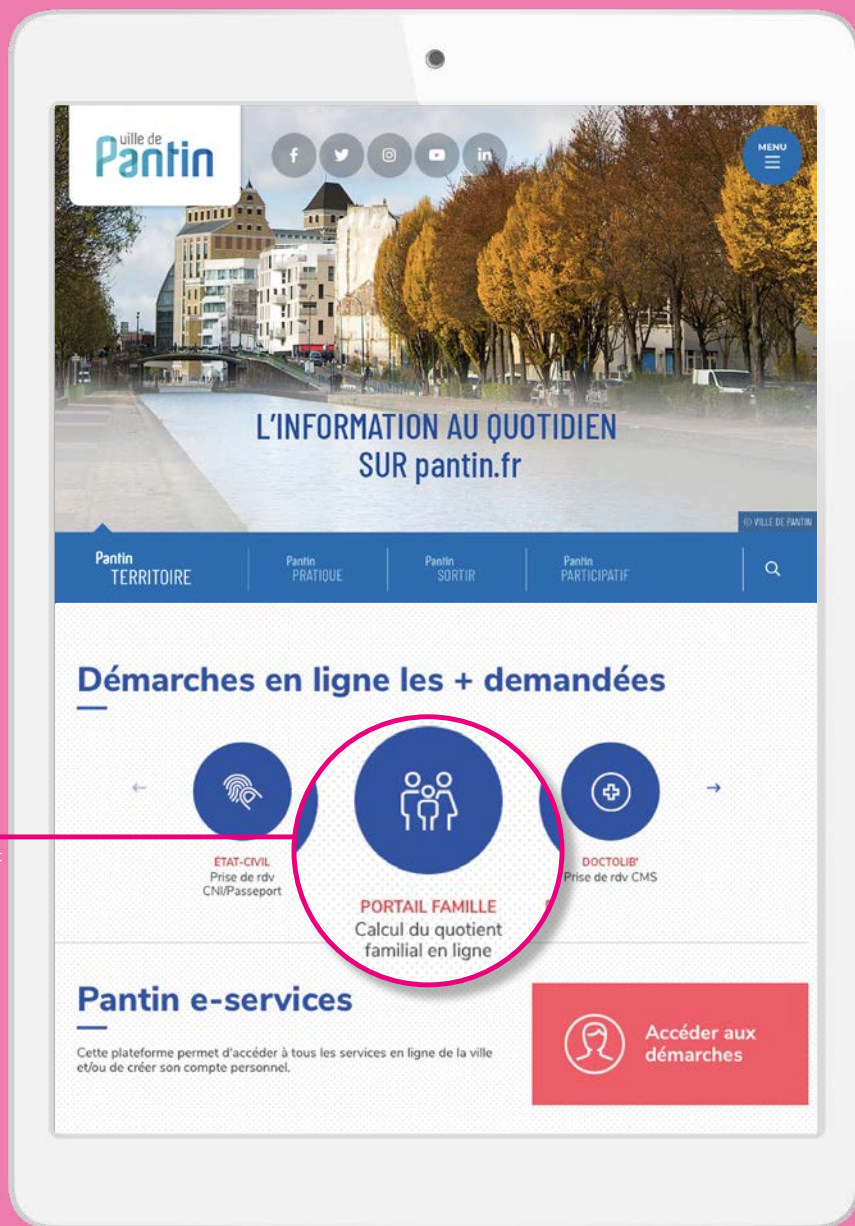 ville de
Pantin
MENU
L'INFORMATION AU QUOTIDIEN
SUR pantin.fr
© VILLE DE PANTIN
Pantin
TERRITOIRE
Pantin
PRATIQUE
Pantin
SORTIR
Pantin
PARTICIPATIF
Démarches en ligne les + demandées
ÉTAT-CIVIL
Prise de rdv
CNI/Passeport
PORTAIL FAMILLE
Calcul du quotient
familial en ligne
DOCTOLIB'
Prise de rdv CMS
Pantin e-services
Cette plateforme permet d'accéder à tous les services en ligne de la ville
et/ou de créer son compte personnel.
Accéder aux
démarches